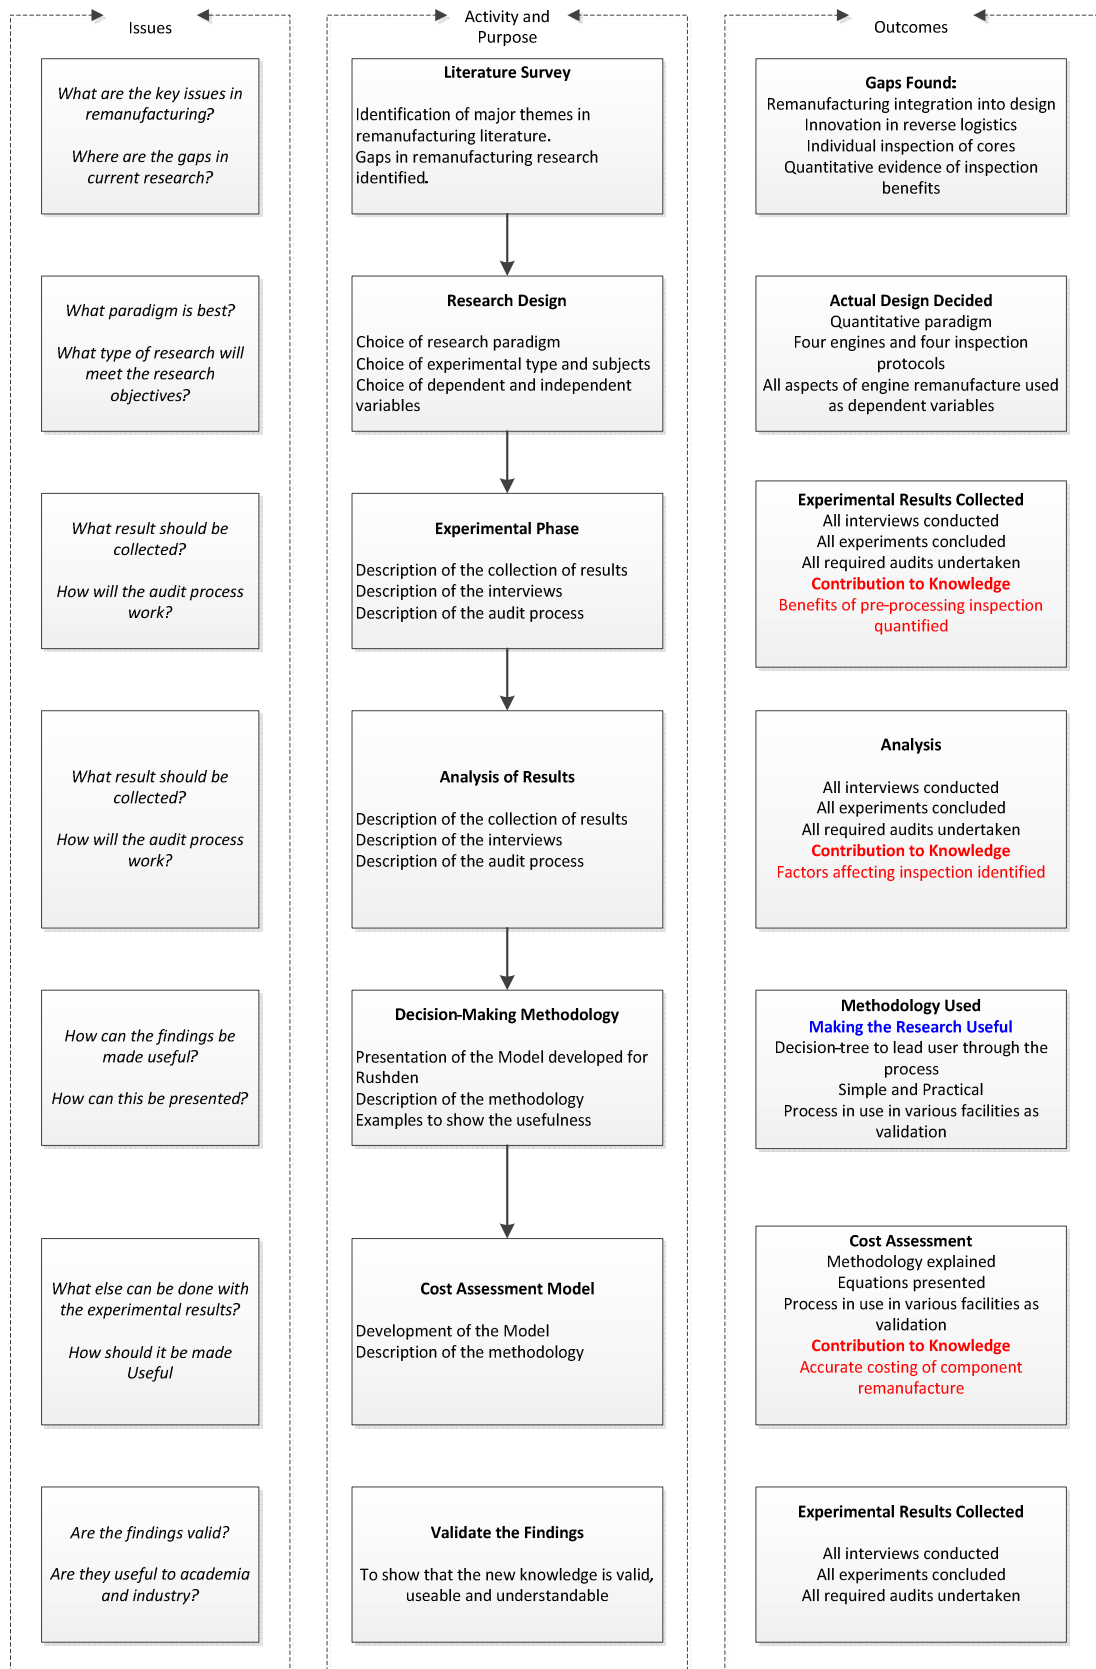 Issues
Activity and
Purpose
Outcomes
What are the key issues in
remanufacturing?
Where are the gaps in
current research?
Literature Survey
Identification of major themes in
remanufacturing literature.
Gaps in remanufacturing research
identified.
Gaps Found:
Remanufacturing integration into design
Innovation in reverse logistics
Individual inspection of cores
Quantitative evidence of inspection
benefits
What paradigm is best?
What type of research will
meet the research
objectives?
Research Design
Choice of research paradigm
Choice of experimental type and subjects
Choice of dependent and independent
variables
Actual Design Decided
Quantitative paradigm
Four engines and four inspection
protocols
All aspects of engine remanufacture used
as dependent variables
What result should be
collected?
How will the audit process
work?
Experimental Phase
Description of the collection of results
Description of the interviews
Description of the audit process
Experimental Results Collected
All interviews conducted
All experiments concluded
All required audits undertaken
Contribution to Knowledge
Benefits of pre-processing inspection
quantified
What result should be
collected?
How will the audit process
work?
Analysis of Results
Description of the collection of results
Description of the interviews
Description of the audit process
Analysis
All interviews conducted
All experiments concluded
All required audits undertaken
Contribution to Knowledge
Factors affecting inspection identified
How can the findings be
made useful?
How can this be presented?
Decision-Making Methodology
Presentation of the Model developed for
Rushden
Description of the methodology
Examples to show the usefulness
Methodology Used
Making the Research Useful
Decision-tree to lead user through the
process
Simple and Practical
Process in use in various facilities as
validation
What else can be done with
the experimental results?
How should it be made
Useful
Cost Assessment Model
Development of the Model
Description of the methodology
Cost Assessment
Methodology explained
Equations presented
Process in use in various facilities as
validation
Contribution to Knowledge
Accurate costing of component
remanufacture
Are the findings valid?
Are they useful to academia
and industry?
Validate the Findings
To show that the new knowledge is valid,
useable and understandable
Experimental Results Collected
All interviews conducted
All experiments concluded
All required audits undertaken